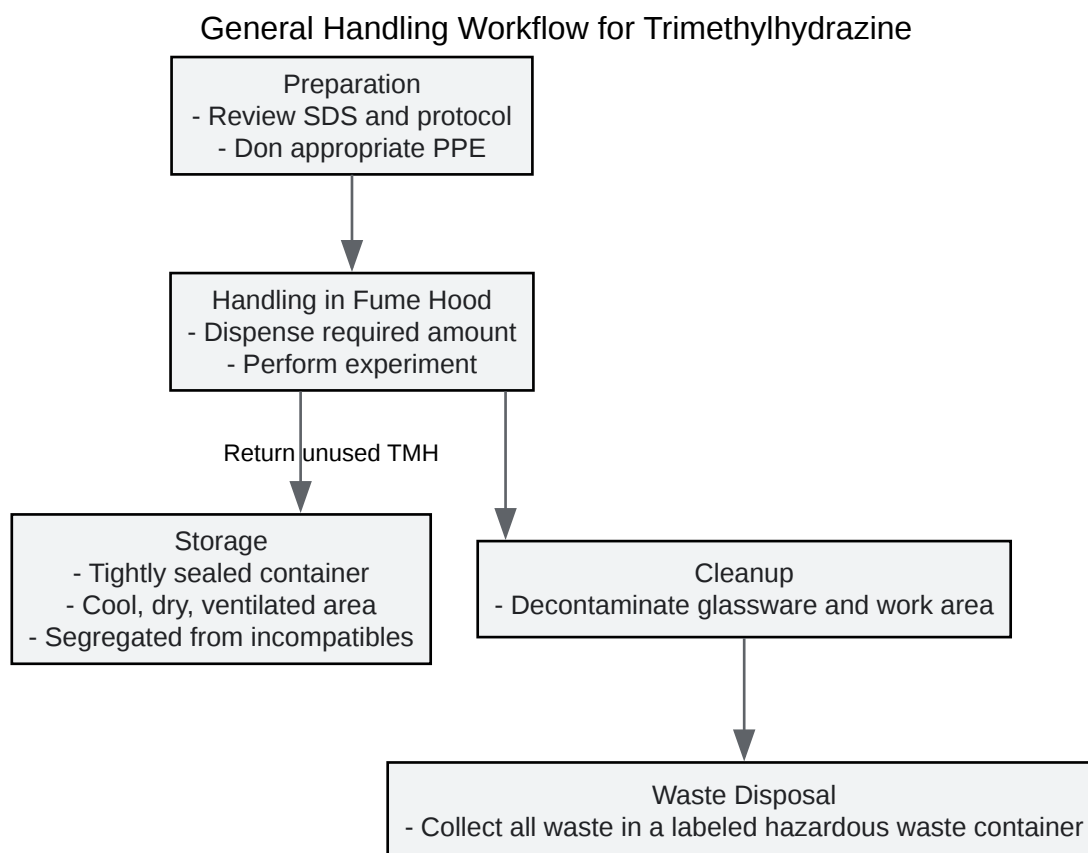 General Handling Workflow for Trimethylhydrazine
Preparation
- Review SDS and protocol
- Don appropriate PPE
Handling in Fume Hood
- Dispense required amount
- Perform experiment
Return unused TMH
Storage
- Tightly sealed container
- Cool, dry, ventilated area
- Segregated from incompatibles
Cleanup
- Decontaminate glassware and work area
Waste Disposal
- Collect all waste in a labeled hazardous waste container